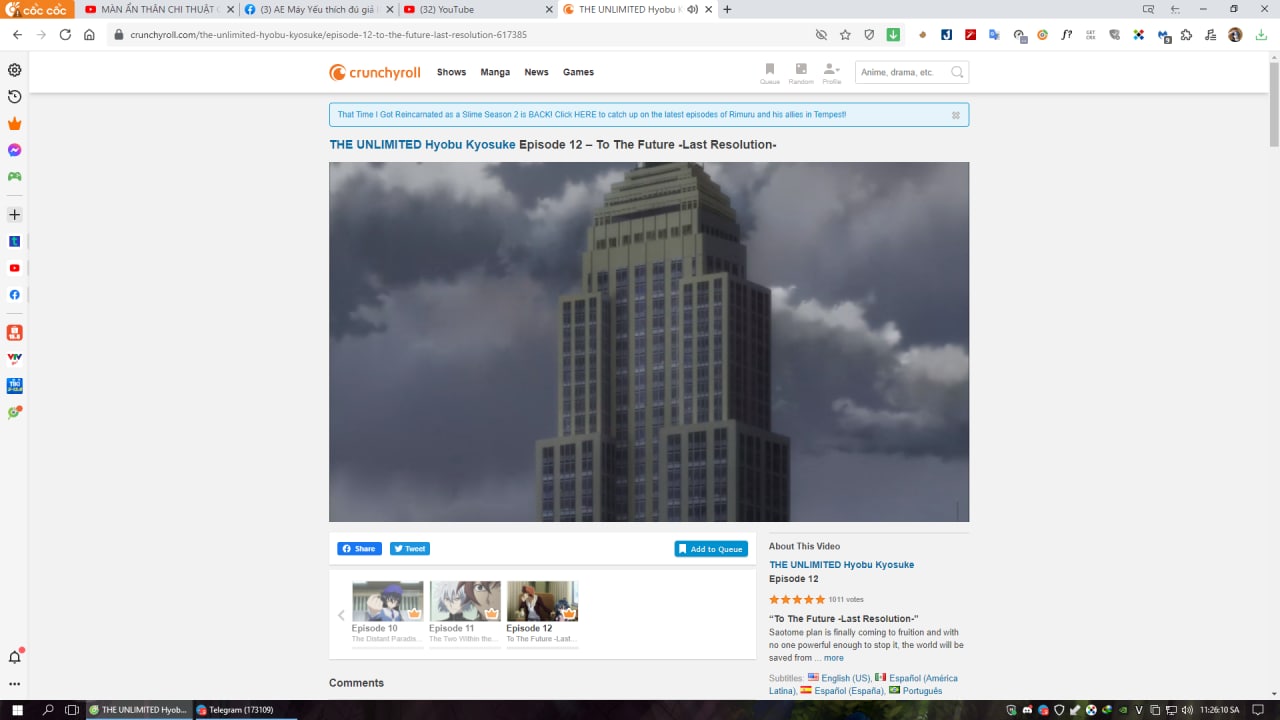 cốc cốc
MÀN ẨN THÂN CHI THUẬT
(3) AE Máy Yếu thích đú giả
(32) YouTube
THE UNLIMITED Hyobu K
crunchyroll.com/the-unlimited-hyobu-kyosuke/episode-12-to-the-future-last-resolution-617385
crunchyroll
Shows
Manga
News
Games
Queue
Random
Profile
Anime, drama, etc.
That Time I Got Reincarnated as a Slime Season 2 is BACK! Click HERE to catch up on the latest episodes of Rimuru and his allies in Tempest!
THE UNLIMITED Hyobu Kyosuke Episode 12 – To The Future -Last Resolution-
Share
Tweet
Add to Queue
Episode 10
The Distant Paradis...
Episode 11
The Two Within the...
Episode 12
To The Future -Last...
Comments
About This Video
THE UNLIMITED Hyobu Kyosuke
Episode 12
1011 votes
“To The Future -Last Resolution-”
Saotome plan is finally coming to fruition and with
no one powerful enough to stop it, the world will be
saved from ... more
Subtitles: English (US), Español (América
Latina), Español (España), Português
THE UNLIMITED Hyob...
Telegram (173109)
11:26:10 SA